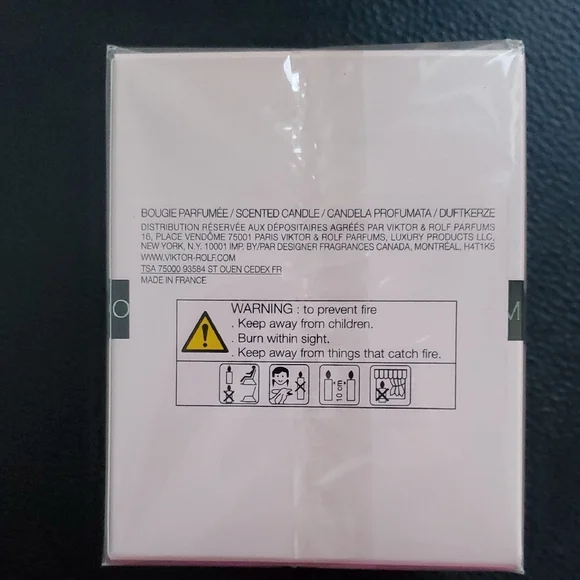 BOUGIE PARFUMÉE / SCENTED CANDLE / CANDELA PROFUMATA / DUFTKERZE
DISTRIBUTION RÉSERVÉE AUX DÉPOSITAIRES AGRÉÉS PAR VIKTOR & ROLF PARFUMS
16, PLACE VENDÔME 75001 PARIS VIKTOR & ROLF PARFUMS, LUXURY PRODUCTS LLC,
NEW YORK, N.Y. 10001 IMP. BY/PAR DESIGNER FRAGRANCES CANADA, MONTRÉAL, H4T1K5
WWW.VIKTOR-ROLF.COM
TSA 75000 93584 ST OUEN CEDEX FR
MADE IN FRANCE
O
M
WARNING : to prevent fire
. Keep away from children.
. Burn within sight.
. Keep away from things that catch fire.
10 cm